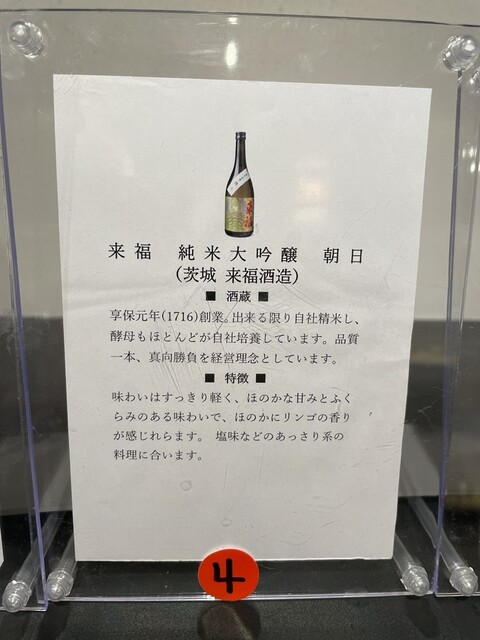 来福 純米大吟醸 朝日
(茨城 来福酒造)
■ 酒蔵 ■
享保元年(1716)創業。出来る限り自社精米し、
酵母もほとんどが自社培養しています。品質
一本、真向勝負を経営理念としています。
■ 特徴 ■
味わいはすっきり軽く、ほのかな甘みとふく
らみのある味わいで、ほのかにリンゴの香り
が感じれらます。 塩味などのあっさり系の
料理に合います。
4